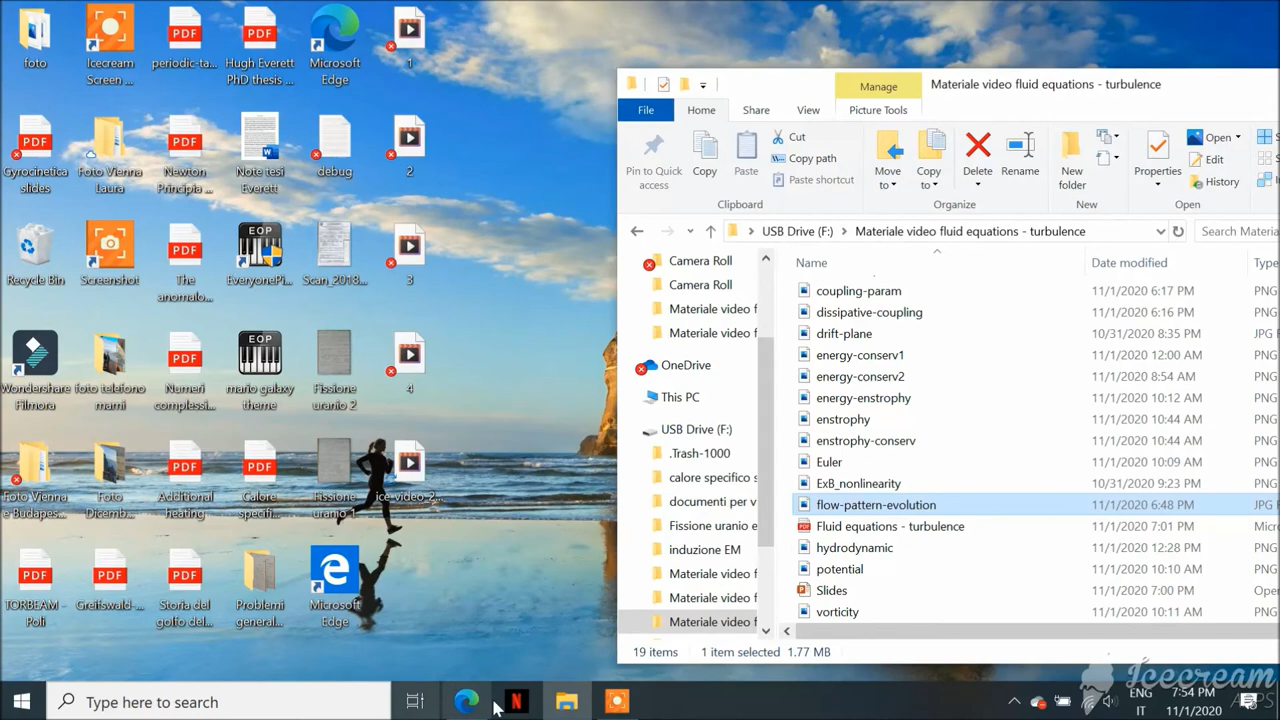 foto
Icecream
Screen ...
PDF
periodic-ta...
PDF
Hugh Everett
PhD thesis ...
Microsoft
Edge
1
PDF
Gyrocinetica
slides
Foto Vienna
Laura
PDF
Newton
Principia ...
Note tesi
Everett
debug
2
Recycle Bin
Screenshot
PDF
The
anomalo...
EOP
EveryonePi...
Scan_2018...
3
Wondershare
Filmora
foto telefono
mami
PDF
Numeri
complessi...
EOP
mario galaxy
theme
Fissione
uranio 2
4
Foto Vienna
e Budapes...
Foto
Dicemb...
PDF
Additional
heating
PDF
Calore
specifi...
Fissione
uranio 1
ice_video_2...
PDF
TORBEAM -
Poli
PDF
Greifswald-...
PDF
Storia del
golfo del...
Problemi
general...
Microsoft
Edge
Manage
Materiale video fluid equations - turbulence
File
Home
Share
View
Picture Tools
Pin to Quick
access
Copy
Paste
Cut
Copy path
Paste shortcut
Move
to
Copy
to
Delete
Rename
New
folder
Properties
Open
Edit
History
Clipboard
Organize
New
Open
USB Drive (F:)
Materiale video fluid equations - turbulence
Search Materia
Camera Roll
Camera Roll
Materiale video f
Materiale video f
OneDrive
This PC
USB Drive (F:)
.Trash-1000
calore specifico s
documenti per v
Fissione uranio e
induzione EM
Materiale video f
Materiale video f
Materiale video f
Name Date modified Type
coupling-param 11/1/2020 6:17 PM PNG
dissipative-coupling 11/1/2020 6:16 PM PNG
drift-plane 10/31/2020 8:35 PM JPG
energy-conserv1 11/1/2020 12:00 AM PNG
energy-conserv2 11/1/2020 8:54 AM PNG
energy-enstrophy 11/1/2020 10:12 AM PNG
enstrophy 11/1/2020 10:44 AM PNG
enstrophy-conserv 11/1/2020 10:44 AM PNG
Euler 11/1/2020 10:09 AM PNG
ExB_nonlinearity 10/31/2020 9:23 PM PNG
flow-pattern-evolution 11/1/2020 6:48 PM JPG
Fluid equations - turbulence 11/1/2020 7:01 PM Micr
hydrodynamic 11/1/2020 12:28 PM PNG
potential 11/1/2020 10:10 AM PNG
Slides 11/1/2020 7:00 PM Open
vorticity 11/1/2020 10:11 AM PNG
19 items 1 item selected 1.77 MB
Icecream
APPS
Type here to search
N
ENG
IT
7:54 PM
11/1/2020